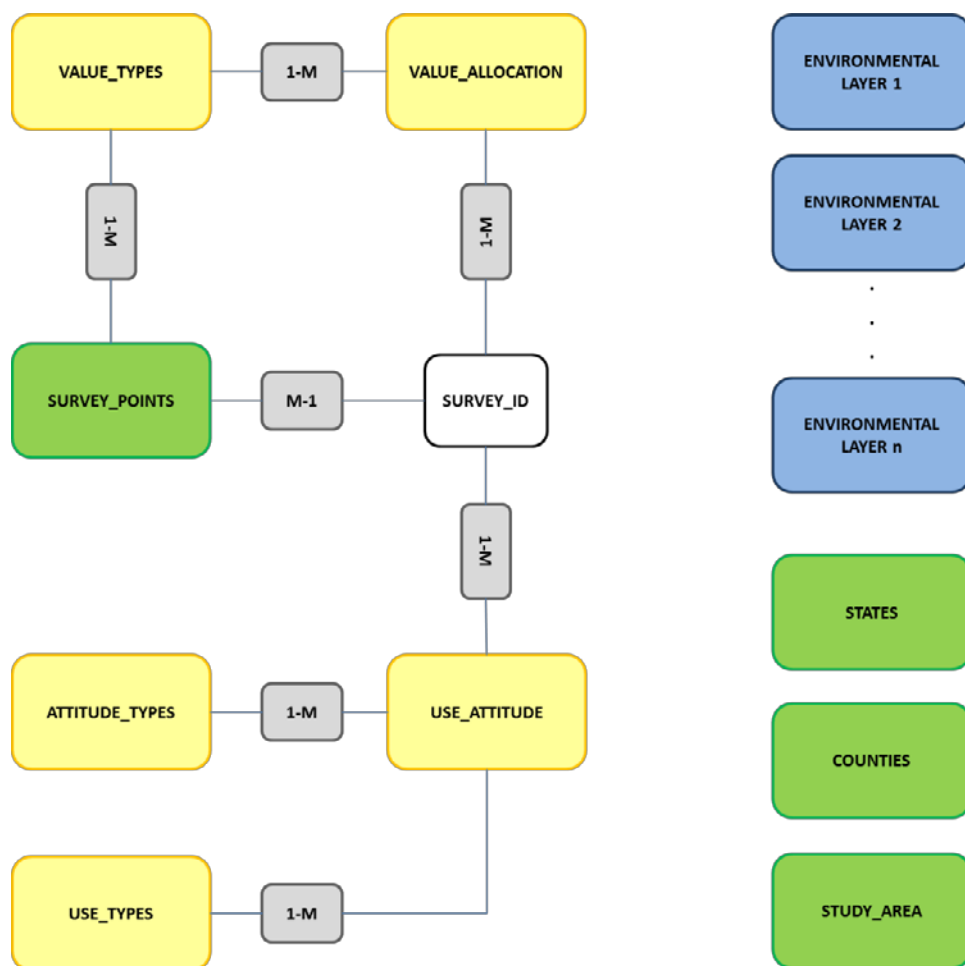 VALUE_TYPES
1-M
VALUE_ALLOCATION
ENVIRONMENTAL
LAYER 1
1-M
1-M
ENVIRONMENTAL
LAYER 2
.
.
.
SURVEY_POINTS
M-1
SURVEY_ID
ENVIRONMENTAL
LAYER n
1-M
STATES
ATTITUDE_TYPES
1-M
USE_ATTITUDE
COUNTIES
USE_TYPES
1-M
STUDY_AREA